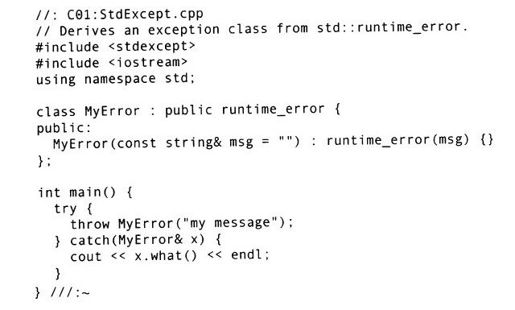 //: C01:StdExcept.cpp
// Derives an exception class from std::runtime_error.
#include <stdexcept>
#include <iostream>
using namespace std;

class MyError : public runtime_error {
public:
  MyError(const string& msg = "") : runtime_error(msg) {}
};

int main() {
  try {
    throw MyError("my message");
  } catch(MyError& x) {
    cout << x.what() << endl;
  }
} ///:~